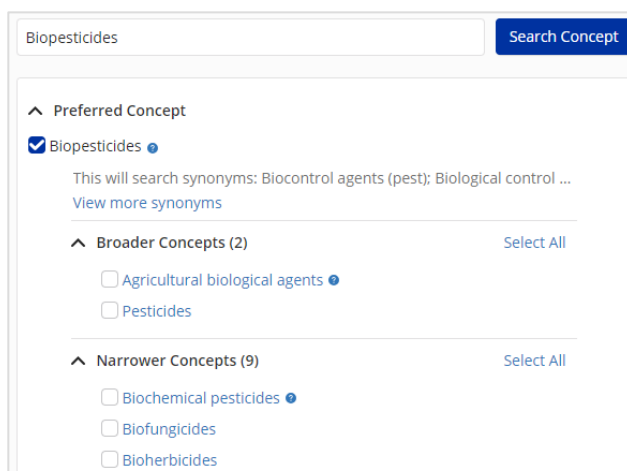 Biopesticides
Search Concept
Preferred Concept
Biopesticides
This will search synonyms: Biocontrol agents (pest); Biological control ...
View more synonyms
Broader Concepts (2)
Select All
Agricultural biological agents
Pesticides
Narrower Concepts (9)
Select All
Biochemical pesticides
Biofungicides
Bioherbicides